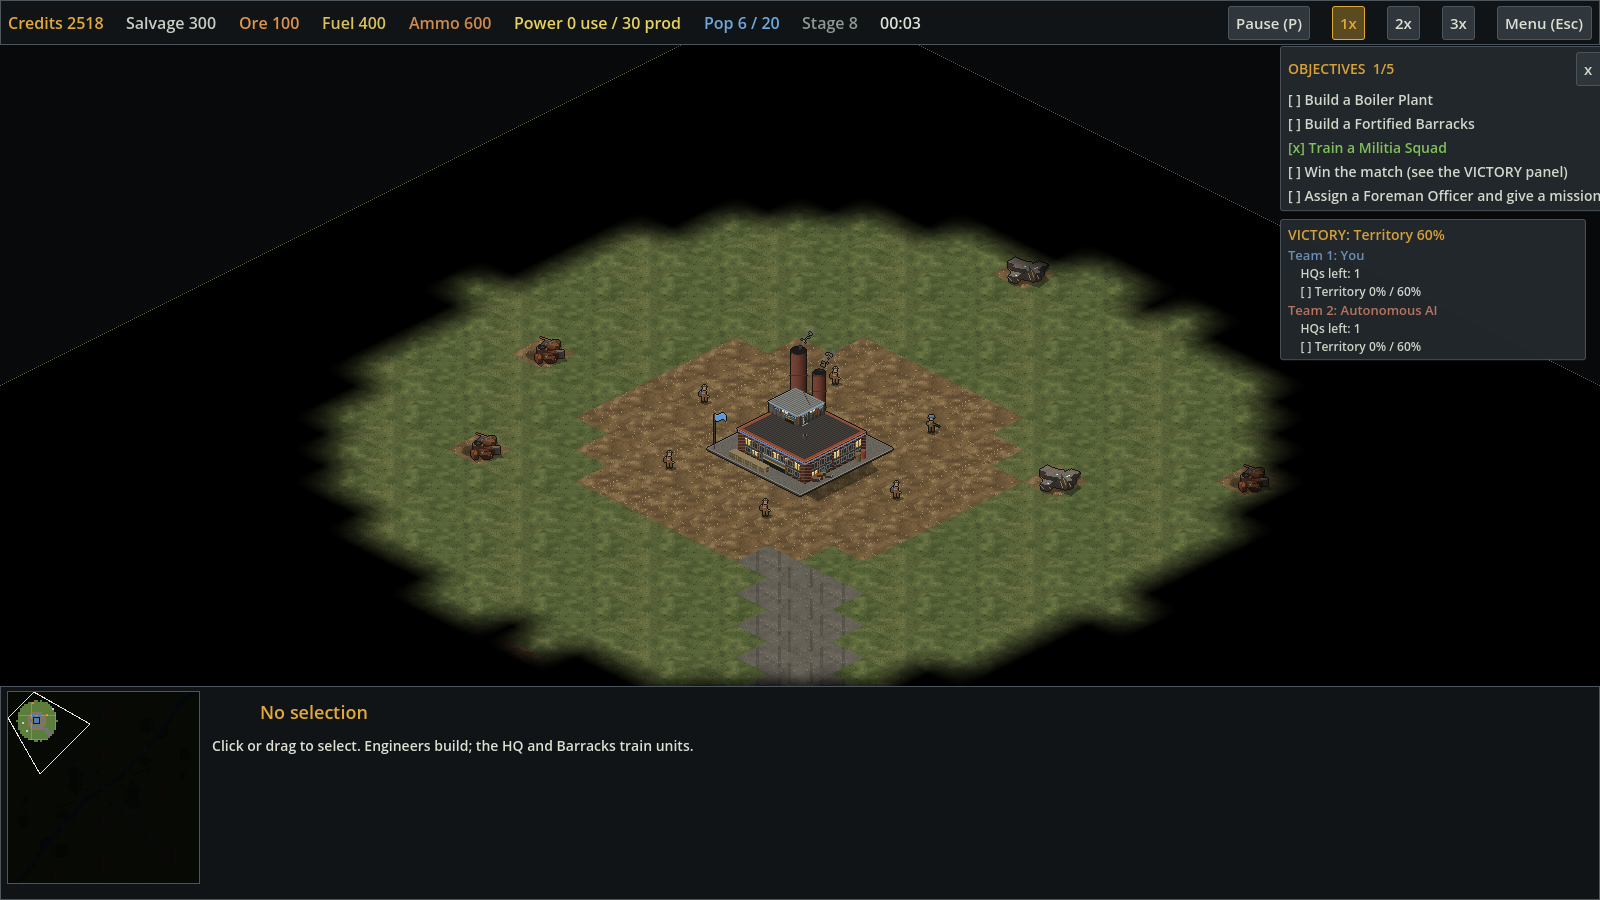 Credits 2518 Salvage 300 Ore 100 Fuel 400 Ammo 600 Power 0 use / 30 prod Pop 6 / 20 Stage 8 00:03 Pause (P) 1x 2x 3x Menu (Esc)
OBJECTIVES 1/5 x
[ ] Build a Boiler Plant
[ ] Build a Fortified Barracks
[x] Train a Militia Squad
[ ] Win the match (see the VICTORY panel)
[ ] Assign a Foreman Officer and give a mission
VICTORY: Territory 60%
Team 1: You
HQs left: 1
[ ] Territory 0% / 60%
Team 2: Autonomous AI
HQs left: 1
[ ] Territory 0% / 60%
No selection
Click or drag to select. Engineers build; the HQ and Barracks train units.